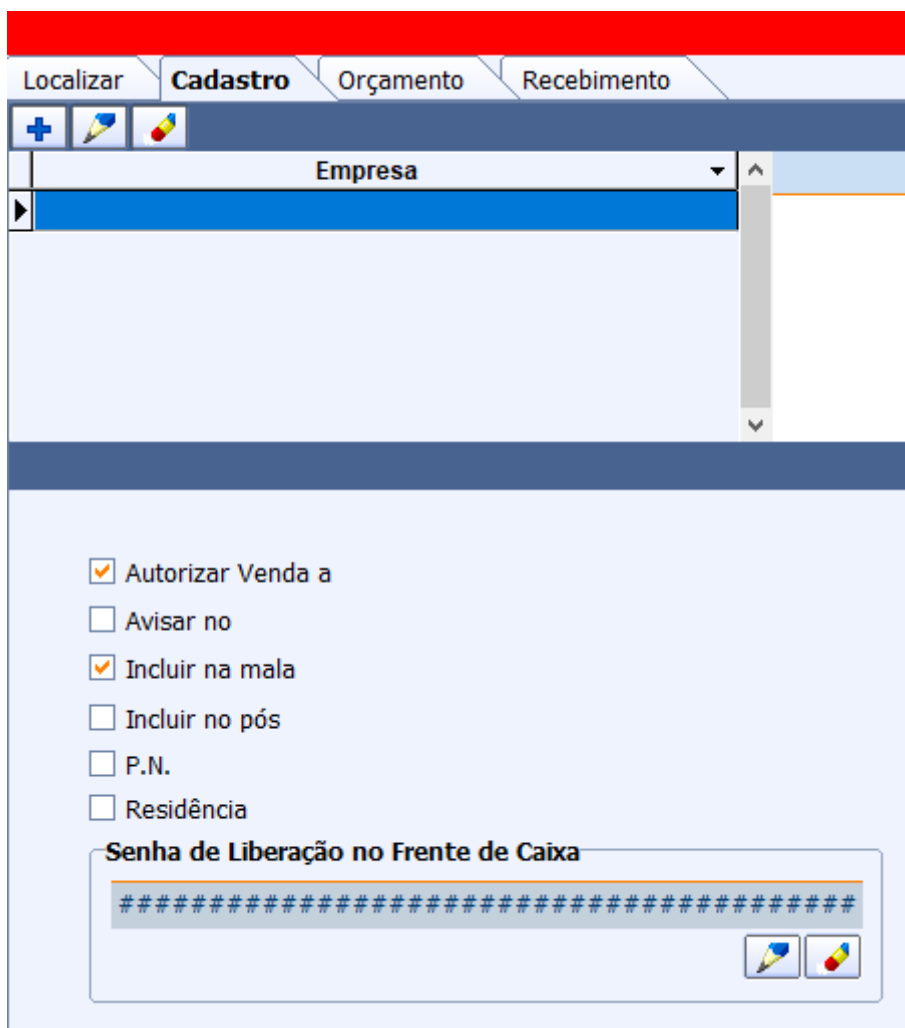 Localizar Cadastro Orçamento Recebimento
Empresa
Autorizar Venda a
Avisar no
Incluir na mala
Incluir no pós
P.N.
Residência
Senha de Liberação no Frente de Caixa
#########################################